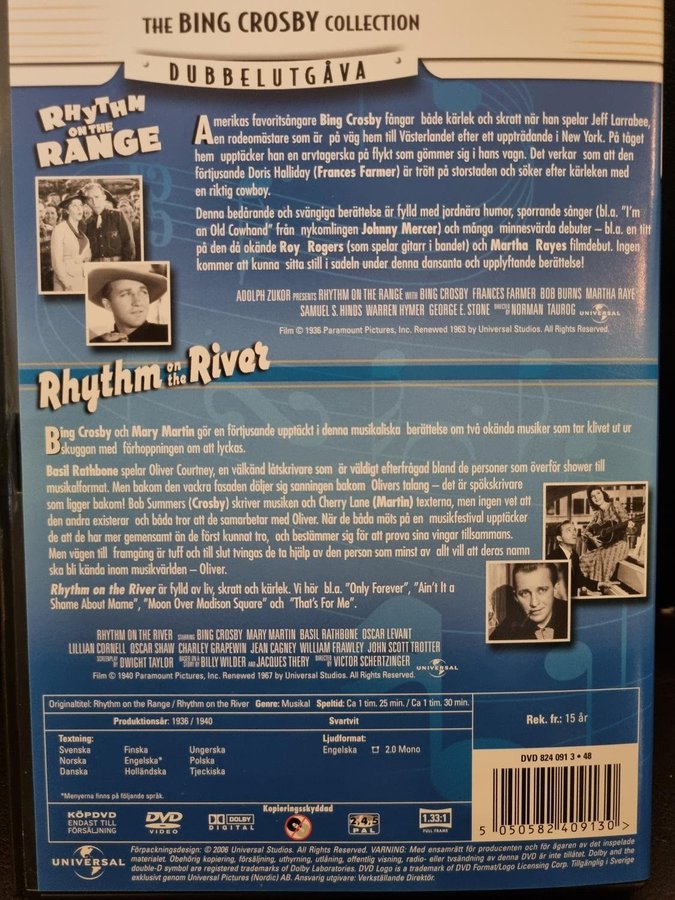 THE BING CROSBY COLLECTION
DUBBELUTGÅVA
RHYTHM
ON THE
RANGE
Amerikas favoritsångare Bing Crosby fångar både kärlek och skratt när han spelar Jeff Larrabee,
en rodeomästare som är på väg hem till Västerlandet efter ett uppträdande i New York. På tåget
hem upptäcker han en arvtagerska på flykt som gömmer sig i hans vagn. Det verkar som att den
förtjusande Doris Halliday (Frances Farmer) är trött på storstaden och söker efter kärleken med
en riktig cowboy.
Denna bedårande och svängiga berättelse är fylld med jordnära humor, sporrande sånger (bl.a. "I'm
an Old Cowhand" från nykomlingen Johnny Mercer) och många minnesvärda debuter – bl.a. en titt
på den då okände Roy Rogers (som spelar gitarr i bandet) och Martha Rayes filmdebut. Ingen
kommer att kunna sitta still i sadeln under denna dansanta och upplyftande berättelse!
ADOLPH ZUKOR PRESENTS RHYTHM ON THE RANGE WITH BING CROSBY FRANCES FARMER BOB BURNS MARTHA RAYE
SAMUEL S. HINDS WARREN HYMER GEORGE E. STONE DIRECTED BY NORMAN TAUROG UNIVERSAL
Film © 1936 Paramount Pictures, Inc. Renewed 1963 by Universal Studios. All Rights Reserved.
Rhythm on the River
Bing Crosby och Mary Martin gör en förtjusande upptäckt i denna musikaliska berättelse om två okända musiker som tar klivet ut ur
skuggan med förhoppningen om att lyckas.
Basil Rathbone spelar Oliver Courtney, en välkänd låtskrivare som är väldigt efterfrågad bland de personer som överför shower till
musikalformat. Men bakom den vackra fasaden döljer sig sanningen bakom Olivers talang – det är spökskrivare
som ligger bakom! Bob Summers (Crosby) skriver musiken och Cherry Lane (Martin) texterna, men ingen vet att
den andra existerar och båda tror att de samarbetar med Oliver. När de båda möts på en musikfestival upptäcker
de att de har mer gemensamt än de först kunnat tro, och bestämmer sig för att prova sina vingar tillsammans.
Men vägen till framgång är tuff och till slut tvingas de ta hjälp av den person som minst av allt vill att deras namn
ska bli kända inom musikvärlden – Oliver.
Rhythm on the River är fylld av liv, skratt och kärlek. Vi hör bl.a. "Only Forever", "Ain't It a
Shame About Mame", "Moon Over Madison Square" och "That's For Me".
RHYTHM ON THE RIVER STARRING BING CROSBY MARY MARTIN BASIL RATHBONE OSCAR LEVANT
LILLIAN CORNELL OSCAR SHAW CHARLEY GRAPEWIN JEAN CAGNEY WILLIAM FRAWLEY JOHN SCOTT TROTTER
SCREENPLAY BY DWIGHT TAYLOR BASED ON A STORY BY BILLY WILDER AND JACQUES THERY DIRECTED BY VICTOR SCHERTZINGER UNIVERSAL
Film © 1940 Paramount Pictures, Inc. Renewed 1967 by Universal Studios. All Rights Reserved.
Originaltitel: Rhythm on the Range / Rhythm on the River Genre: Musikal Speltid: Ca 1 tim. 25 min. / Ca 1 tim. 30 min.
Produktionsår: 1936 / 1940 Svartvit
Textning: Ljudformat:
Svenska Finska Ungerska Engelska 2.0 Mono
Norska Engelska* Polska
Danska Holländska Tjeckiska
*Menyerna finns på följande språk.
Rek. fr.: 15 år
DVD 824 091 3 • 48
5 050582 409130 >
Kopieringsskyddad
KÖPDVD
ENDAST TILL
FÖRSÄLJNING
DVD
VIDEO
DOLBY
DIGITAL
2,4,5
PAL
1.33:1
FULL FRAME
UNIVERSAL
Förpackningsdesign: © 2006 Universal Studios. All Rights Reserved. VARNING: Med ensamrätt för producenten och för ägaren av det inspelade
materialet. Obehörig kopiering, försäljning, uthyrning, utlåning, offentlig visning, radio- eller tvsändning av denna DVD är inte tillåtet. Dolby and the
double-D symbol are registered trademarks of Dolby Laboratories. DVD Logo is a trademark of DVD Format/Logo Licensing Corp. Tillgänglig i Sverige
exklusivt genom Universal Pictures (Nordic) AB. Ansvarig utgivare: Verkställande Direktör.